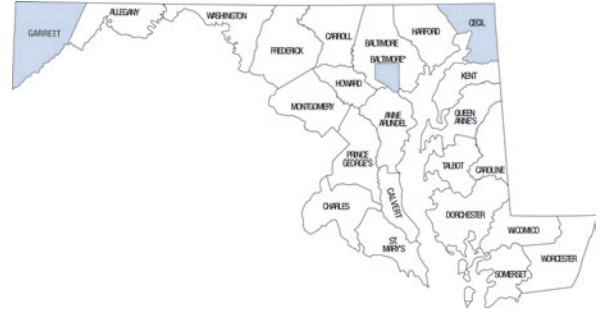 GARRETT
ALLEGANY
WASHINGTON
FREDERICK
CARROLL
BALTIMORE
BALTIMORE*
HARFORD
CECIL
KENT
HOWARD
MONTGOMERY
ANNE
ARUNDEL
QUEEN
ANNE'S
PRINCE
GEORGE'S
TALBOT
CAROLINE
CALVERT
CHARLES
ST.
MARY'S
DORCHESTER
WICOMICO
SOMERSET
WORCESTER